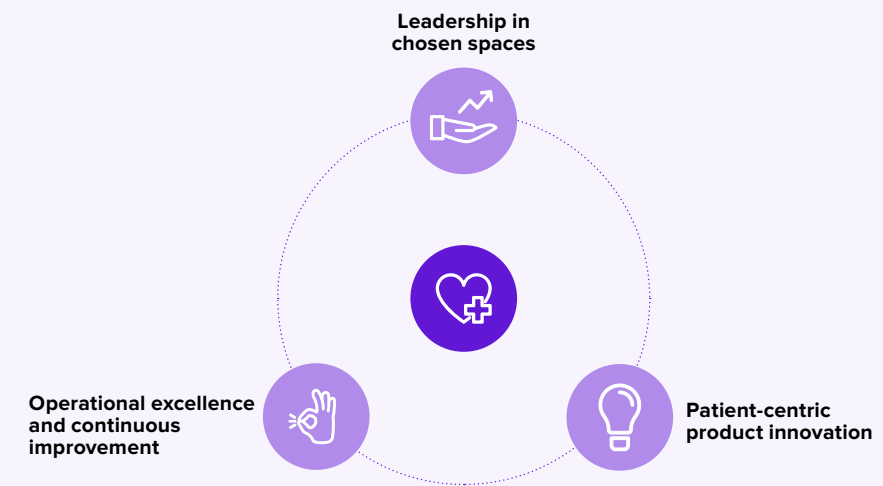 Leadership in
chosen spaces
Operational excellence
and continuous
improvement
Patient-centric
product innovation